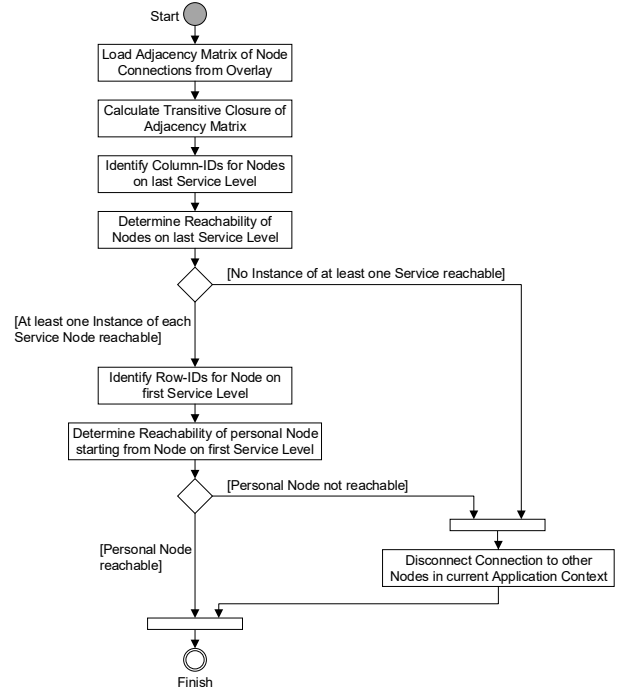 Start
Load Adjacency Matrix of Node
Connections from Overlay
Calculate Transitive Closure of
Adjacency Matrix
Identify Column-IDs for Nodes
on last Service Level
Determine Reachability of
Nodes on last Service Level
[No Instance of at least one Service reachable]
[At least one Instance of each
Service Node reachable]
Identify Row-IDs for Node on
first Service Level
Determine Reachability of personal Node
starting from Node on first Service Level
[Personal Node not reachable]
[Personal Node
reachable]
Disconnect Connection to other
Nodes in current Application Context
Finish